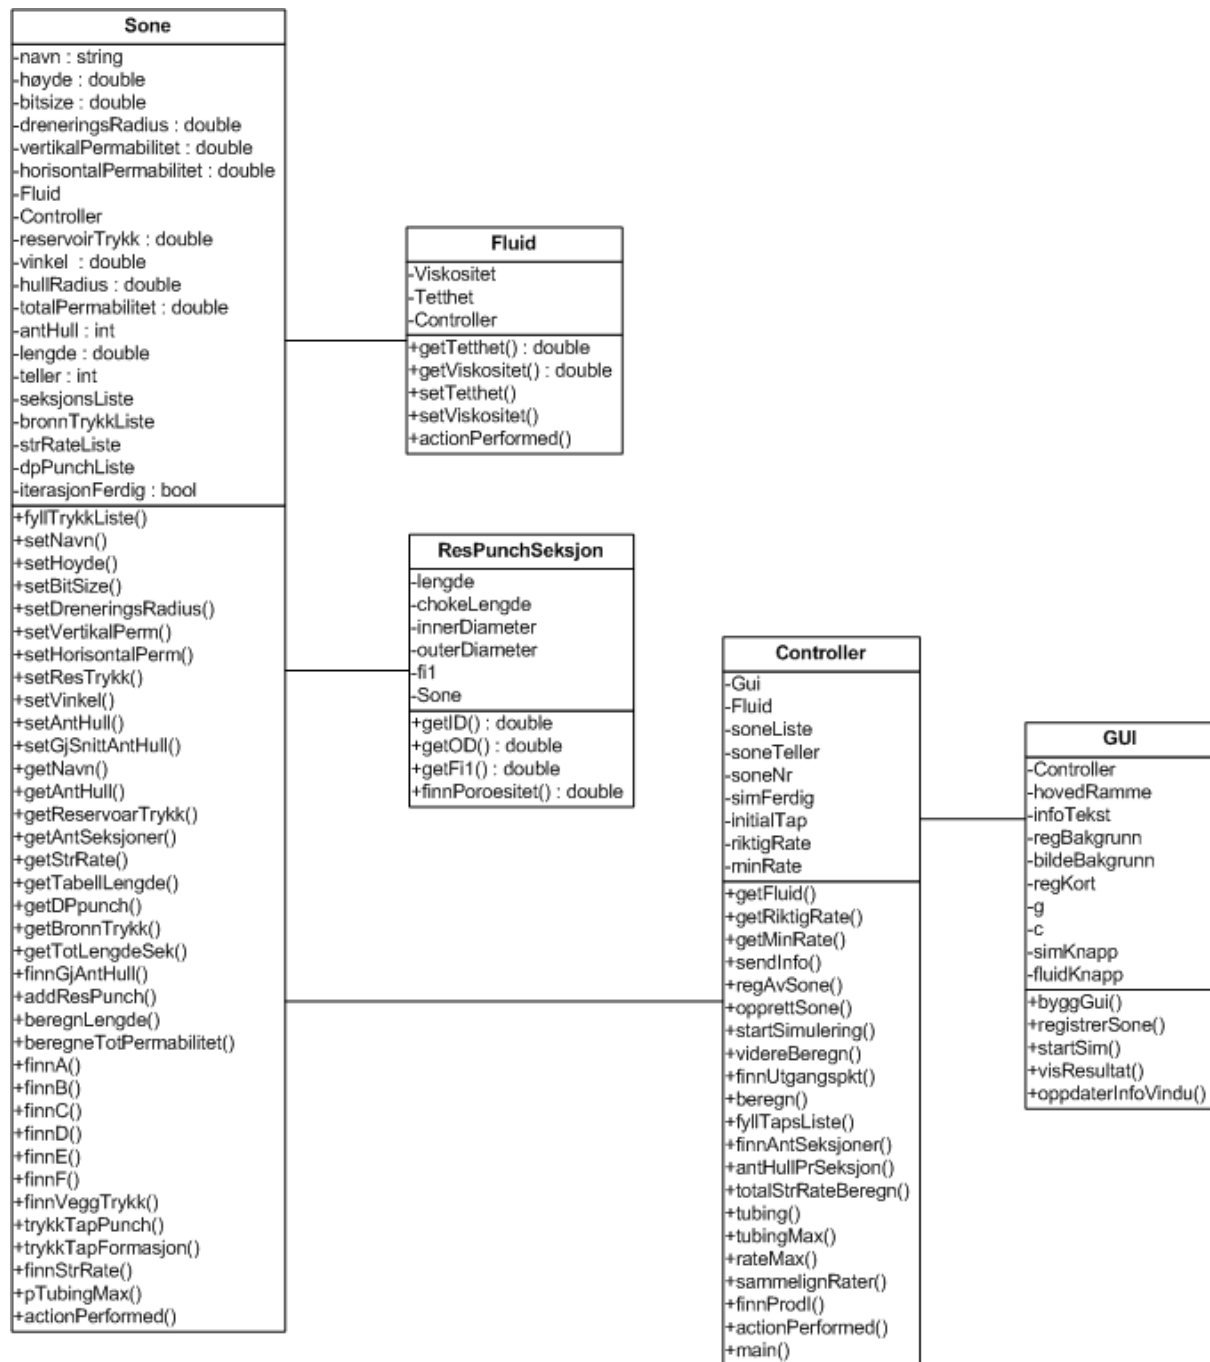 Sone
-navn : string
-høyde : double
-bitsize : double
-dreneringsRadius : double
-vertikalPermabilitet : double
-horisontalPermabilitet : double
-Fluid
-Controller
-reservoirTrykk : double
-vinkel : double
-hullRadius : double
-totalPermabilitet : double
-antHull : int
-lengde : double
-teller : int
-seksjonsListe
-bronnTrykkListe
-strRateListe
-dpPunchListe
-iterasjonFerdig : bool
+fyllTrykkListe()
+setNavn()
+setHoyde()
+setBitSize()
+setDreneringsRadius()
+setVertikalPerm()
+setHorisontalPerm()
+setResTrykk()
+setVinkel()
+setAntHull()
+setGjSnittAntHull()
+getNavn()
+getAntHull()
+getReservoarTrykk()
+getAntSeksjoner()
+getStrRate()
+getTabellLengde()
+getDPpunch()
+getBronnTrykk()
+getTotLengdeSek()
+finnGjAntHull()
+addResPunch()
+beregnLengde()
+beregneTotPermabilitet()
+finnA()
+finnB()
+finnC()
+finnD()
+finnE()
+finnF()
+finnVeggTrykk()
+trykkTapPunch()
+trykkTapFormasjon()
+finnStrRate()
+pTubingMax()
+actionPerformed()
Fluid
-Viskositet
-Tetthet
-Controller
+getTetthet() : double
+getViskositet() : double
+setTetthet()
+setViskositet()
+actionPerformed()
ResPunchSeksjon
-lengde
-chokeLengde
-innerDiameter
-outerDiameter
-fi1
-Sone
+getID() : double
+getOD() : double
+getFi1() : double
+finnPoroesitet() : double
Controller
-Gui
-Fluid
-soneListe
-soneTeller
-soneNr
-simFerdig
-initialTap
-riktigRate
-minRate
+getFluid()
+getRiktigRate()
+getMinRate()
+sendInfo()
+regAvSone()
+opprettSone()
+startSimulering()
+videreBeregn()
+finnUtgangspkt()
+beregn()
+fyllTapsListe()
+finnAntSeksjoner()
+antHullPrSeksjon()
+totalStrRateBeregn()
+tubing()
+tubingMax()
+rateMax()
+sammelignRater()
+finnProdI()
+actionPerformed()
+main()
GUI
-Controller
-hovedRamme
-infoTekst
-regBakgrunn
-bildeBakgrunn
-regKort
-g
-c
-simKnapp
-fluidKnapp
+byggGui()
+registrerSone()
+startSim()
+visResultat()
+oppdaterInfoVindu()